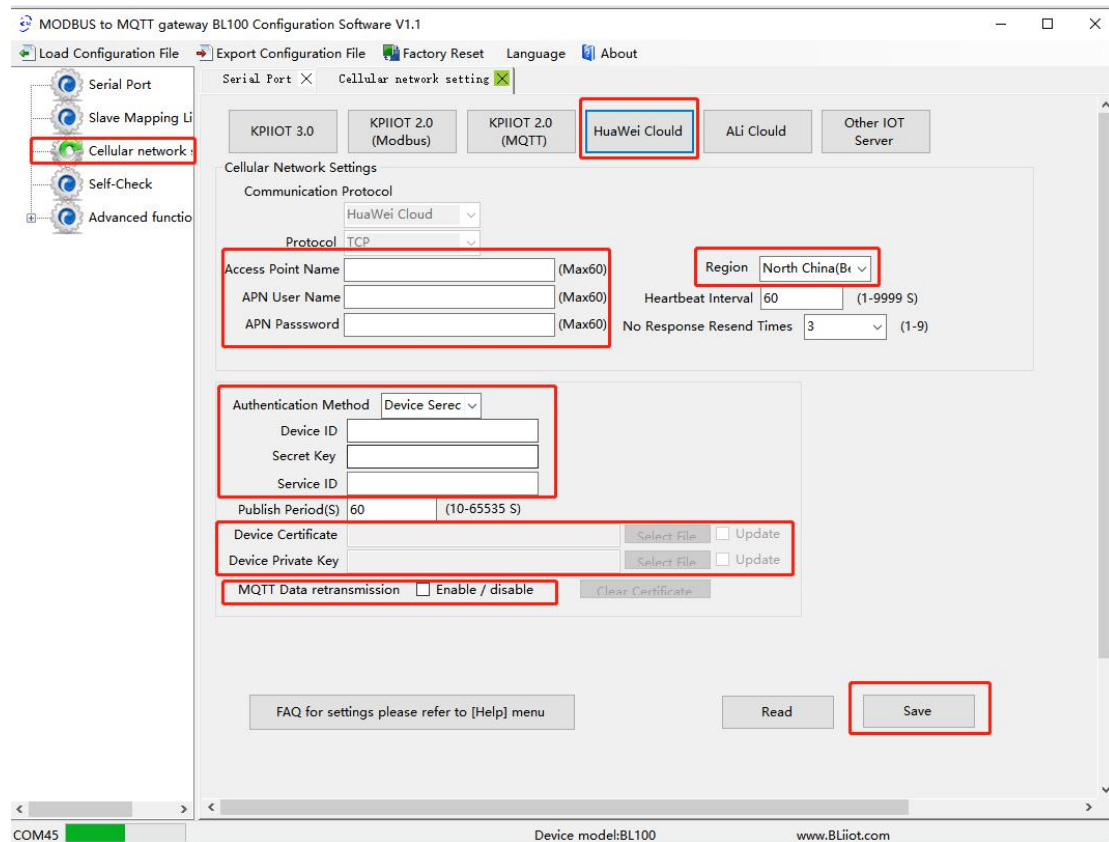 MODBUS to MQTT gateway BL100 Configuration Software V1.1
Load Configuration File Export Configuration File Factory Reset Language About
Serial Port
Slave Mapping Li
Cellular network s
Self-Check
Advanced functio
Serial Port Cellular network setting
KPIIOT 3.0
KPIIOT 2.0
(Modbus)
KPIIOT 2.0
(MQTT)
HuaWei Clould
ALi Clould
Other IOT
Server
Cellular Network Settings
Communication Protocol
HuaWei Cloud
Protocol TCP
Access Point Name (Max60)
APN User Name (Max60)
APN Passsword (Max60)
Region North China(Be
Heartbeat Interval 60 (1-9999 S)
No Response Resend Times 3 (1-9)
Authentication Method Device Serec
Device ID
Secret Key
Service ID
Publish Period(S) 60 (10-65535 S)
Device Certificate Select File Update
Device Private Key Select File Update
MQTT Data retransmission Enable / disable Clear Certificate
FAQ for settings please refer to [Help] menu Read Save
COM45 Device model:BL100 www.BLiiot.com